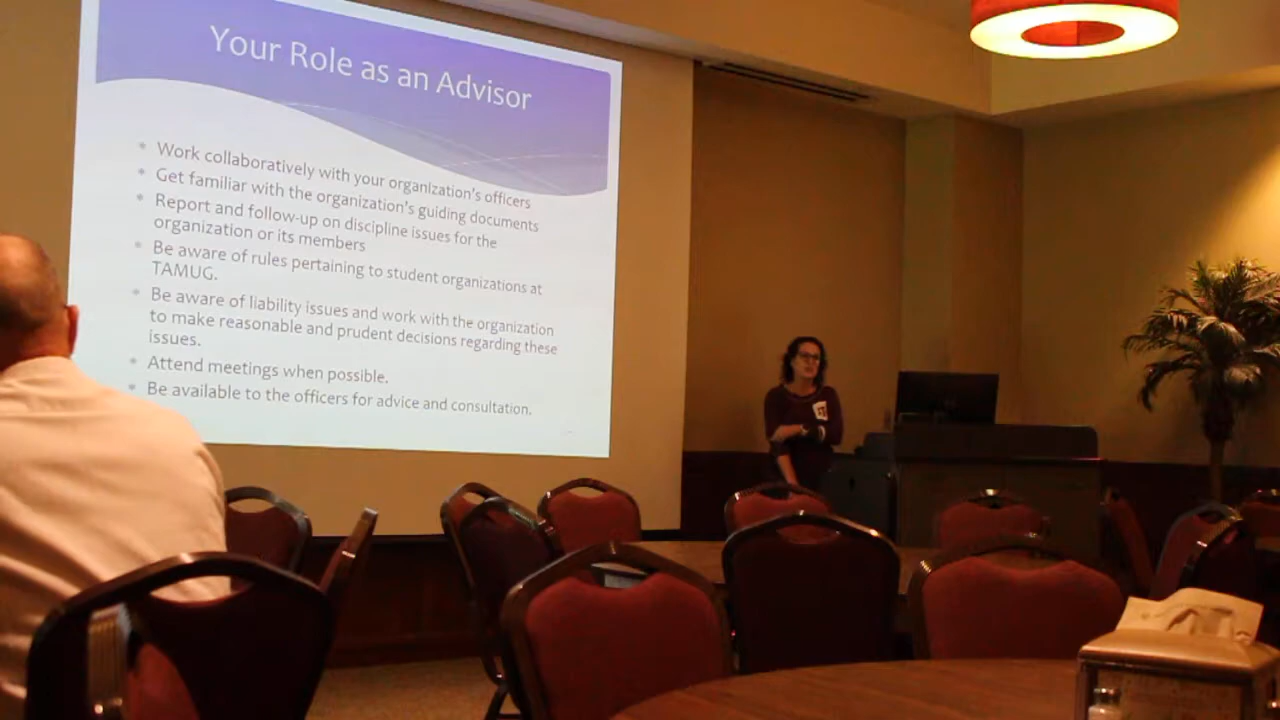 Your Role as an Advisor
* Work collaboratively with your organization's officers
* Get familiar with the organization's guiding documents
* Report and follow-up on discipline issues for the
organization or its members
* Be aware of rules pertaining to student organizations at
TAMUG.
* Be aware of liability issues and work with the organization
to make reasonable and prudent decisions regarding these
issues.
* Attend meetings when possible.
* Be available to the officers for advice and consultation.